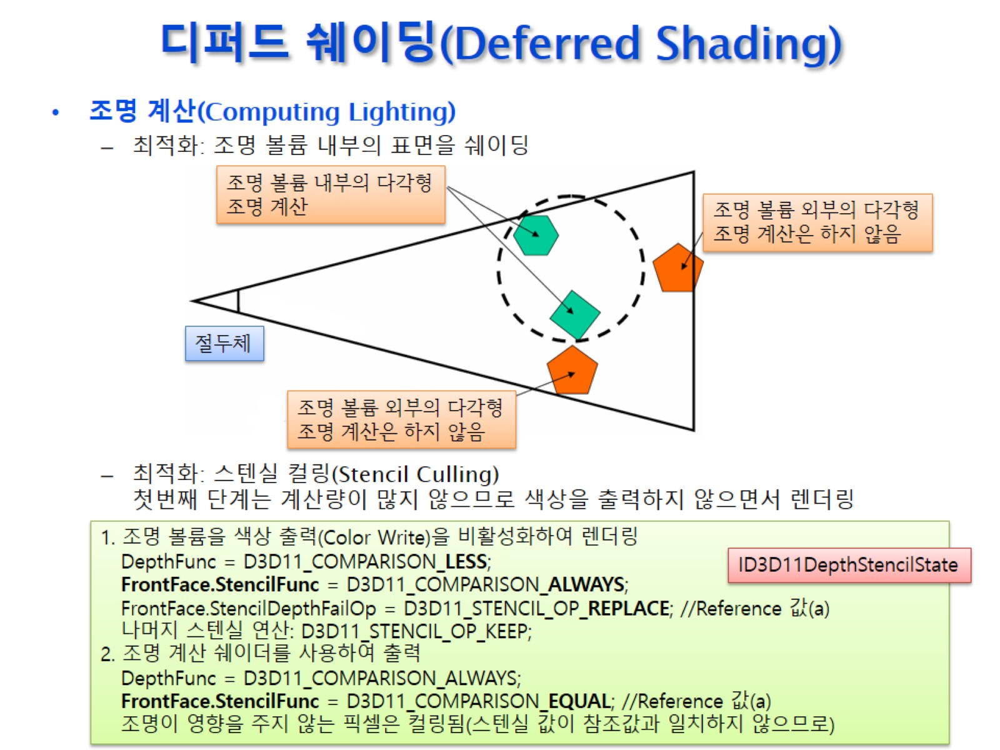 디퍼드 쉐이딩(Deferred Shading)
• 조명 계산(Computing Lighting)
– 최적화: 조명 볼륨 내부의 표면을 쉐이딩
조명 볼륨 내부의 다각형
조명 계산
조명 볼륨 외부의 다각형
조명 계산은 하지 않음
절두체
조명 볼륨 외부의 다각형
조명 계산은 하지 않음
– 최적화: 스텐실 컬링(Stencil Culling)
첫번째 단계는 계산량이 많지 않으므로 색상을 출력하지 않으면서 렌더링
1. 조명 볼륨을 색상 출력(Color Write)을 비활성화하여 렌더링
DepthFunc = D3D11_COMPARISON_LESS;
ID3D11DepthStencilState
FrontFace.StencilFunc = D3D11_COMPARISON_ALWAYS;
FrontFace.StencilDepthFailOp = D3D11_STENCIL_OP_REPLACE; //Reference 값(a)
나머지 스텐실 연산: D3D11_STENCIL_OP_KEEP;
2. 조명 계산 쉐이더를 사용하여 출력
DepthFunc = D3D11_COMPARISON_ALWAYS;
FrontFace.StencilFunc = D3D11_COMPARISON_EQUAL; //Reference 값(a)
조명이 영향을 주지 않는 픽셀은 컬링됨(스텐실 값이 참조값과 일치하지 않으므로)